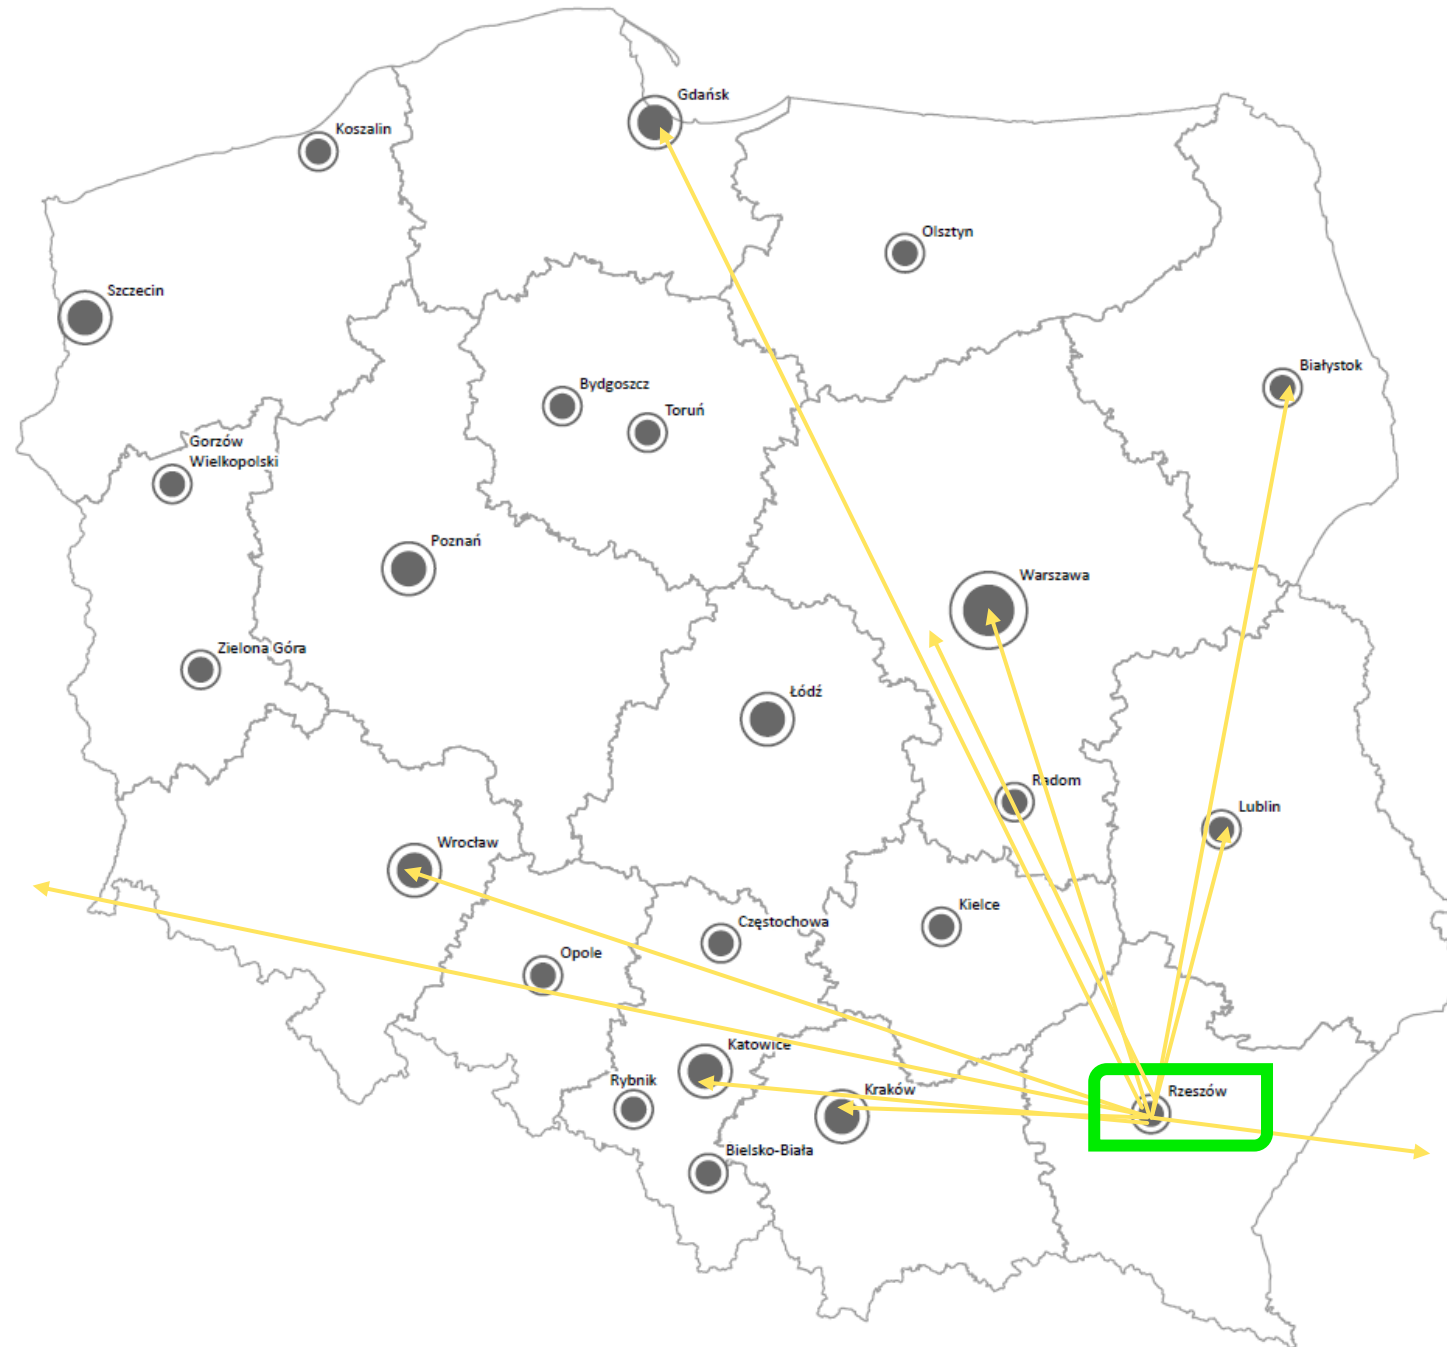 Gdańsk
Koszalin
Olsztyn
Szczecin
Białystok
Bydgoszcz
Toruń
Gorzów
Wielkopolski
Poznań
Warszawa
Zielona Góra
Łódź
Radom
Lublin
Wrocław
Kielce
Częstochowa
Opole
Katowice
Rybnik
Kraków
Rzeszów
Bielsko-Biała